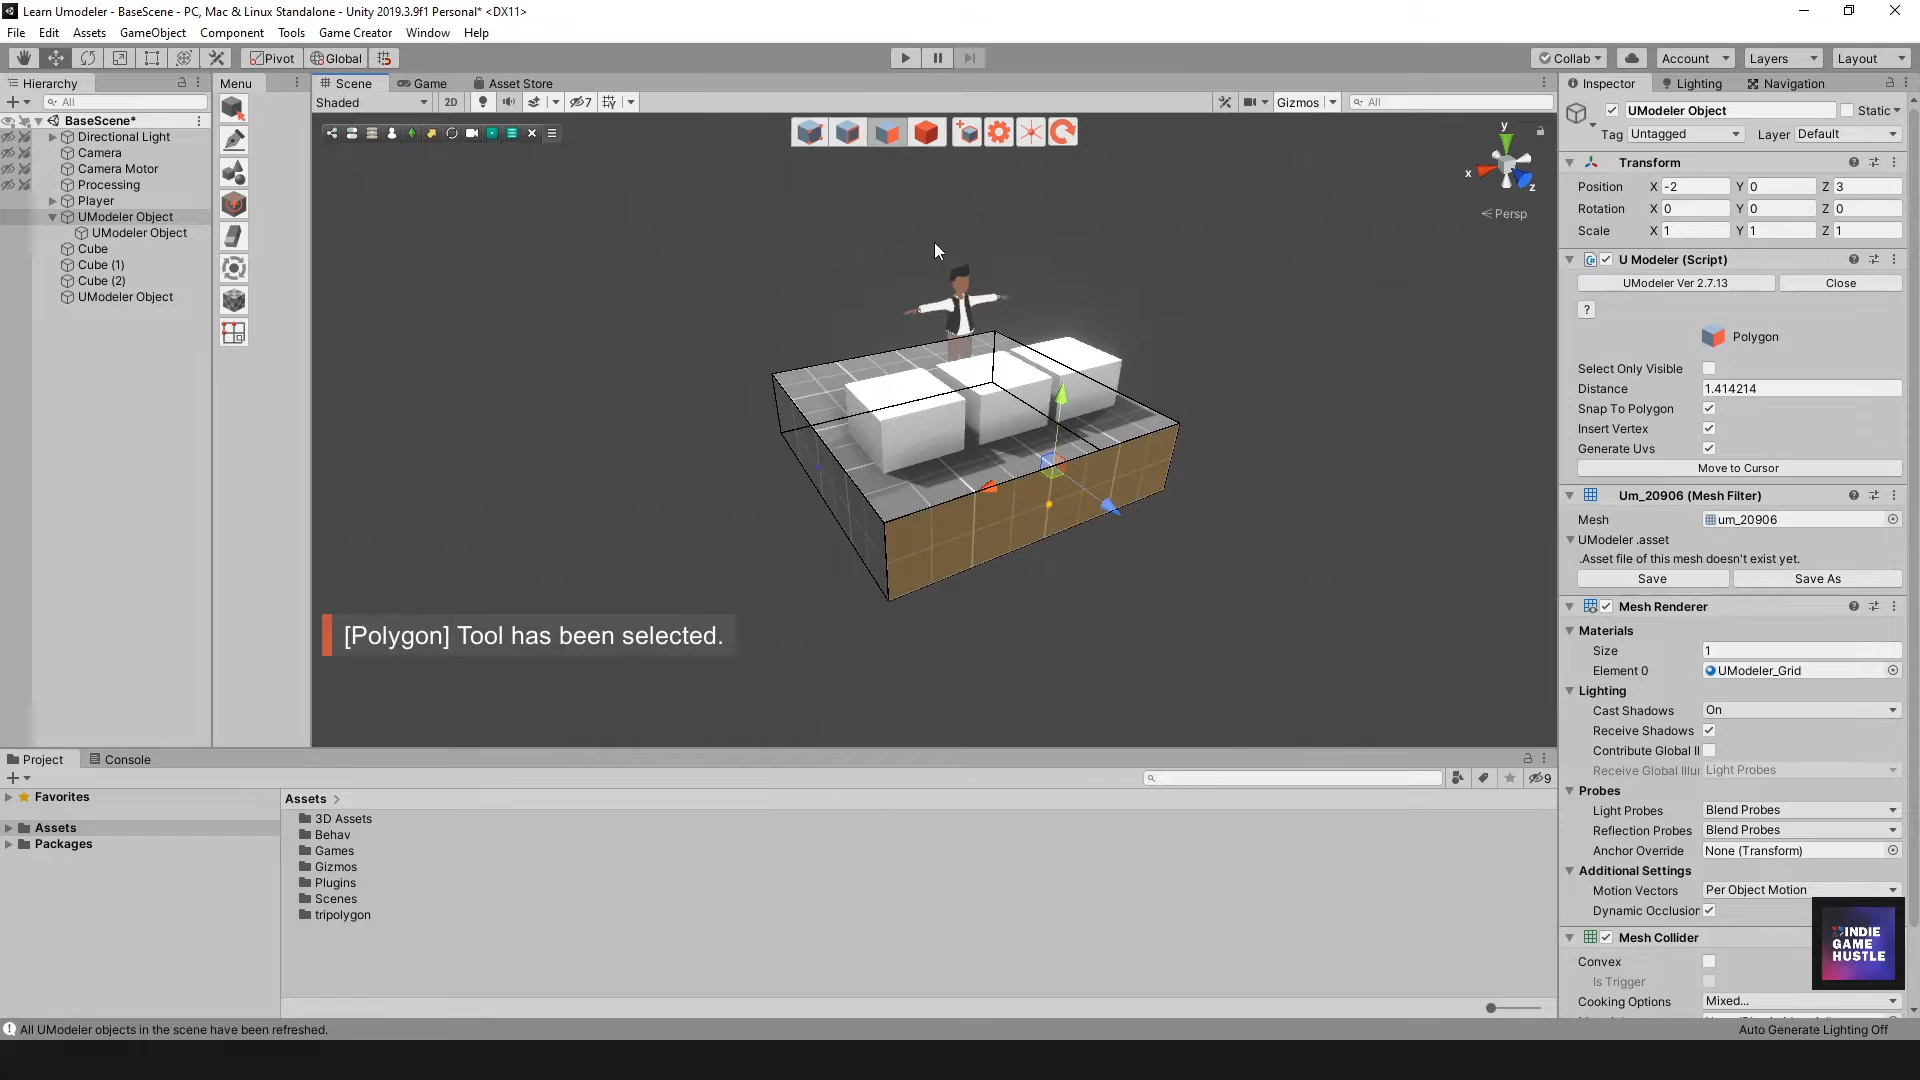 Learn Umodeler - BaseScene - PC, Mac & Linux Standalone - Unity 2019.3.9f1 Personal* <DX11>
File Edit Assets GameObject Component Tools Game Creator Window Help
Pivot Global Collab Account Layers Layout
Hierarchy
All
BaseScene*
Directional Light
Camera
Camera Motor
Processing
Player
UModeler Object
UModeler Object
Cube
Cube (1)
Cube (2)
UModeler Object
Menu
Scene Game Asset Store
Shaded 2D 7 Gizmos All
y
x
z
Persp
[Polygon] Tool has been selected.
Inspector Lighting Navigation
UModeler Object Static
Tag Untagged Layer Default
Transform
Position X -2 Y 0 Z 3
Rotation X 0 Y 0 Z 0
Scale X 1 Y 1 Z 1
U Modeler (Script)
UModeler Ver 2.7.13 Close
?
Polygon
Select Only Visible
Distance 1.414214
Snap To Polygon
Insert Vertex
Generate Uvs
Move to Cursor
Um_20906 (Mesh Filter)
Mesh um_20906
UModeler .asset
.Asset file of this mesh doesn't exist yet.
Save Save As
Mesh Renderer
Materials
Size 1
Element 0 UModeler_Grid
Lighting
Cast Shadows On
Receive Shadows
Contribute Global Il
Receive Global Illur Light Probes
Probes
Light Probes Blend Probes
Reflection Probes Blend Probes
Anchor Override None (Transform)
Additional Settings
Motion Vectors Per Object Motion
Dynamic Occlusion
Mesh Collider
Convex
Is Trigger
Cooking Options Mixed...
INDIE
GAME
HUSTLE
Project Console
9
Favorites
Assets
Packages
Assets
3D Assets
Behav
Games
Gizmos
Plugins
Scenes
tripolygon
All UModeler objects in the scene have been refreshed.
Auto Generate Lighting Off